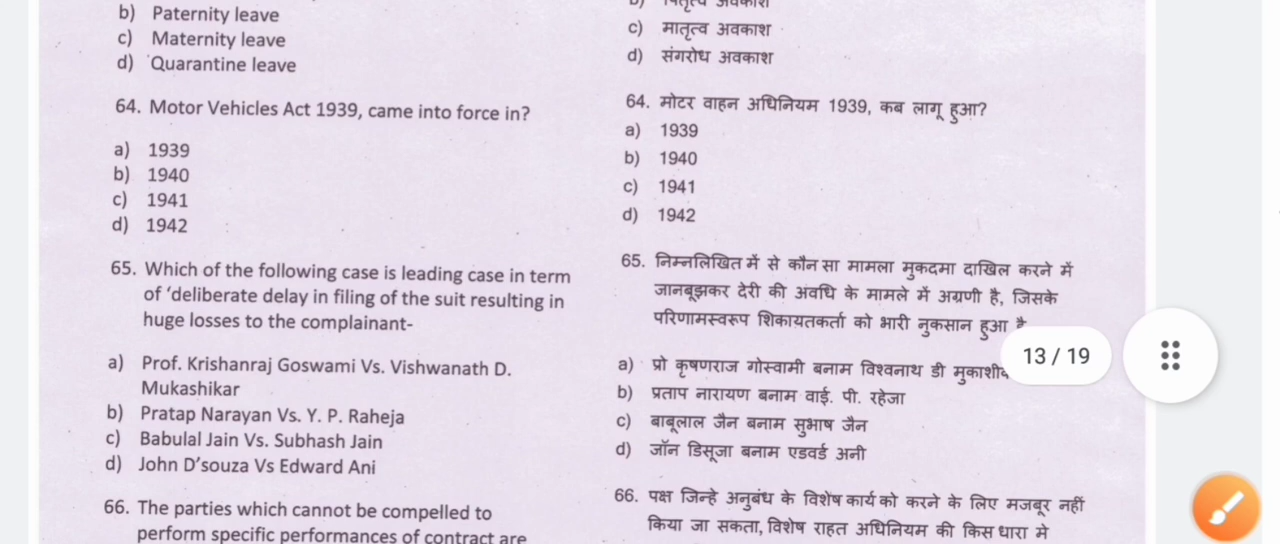 b) Paternity leave
c) Maternity leave
d) Quarantine leave
64. Motor Vehicles Act 1939, came into force in?
a) 1939
b) 1940
c) 1941
d) 1942
65. Which of the following case is leading case in term
of ‘deliberate delay in filing of the suit resulting in
huge losses to the complainant-
a) Prof. Krishanraj Goswami Vs. Vishwanath D.
Mukashikar
b) Pratap Narayan Vs. Y. P. Raheja
c) Babulal Jain Vs. Subhash Jain
d) John D’souza Vs Edward Ani
66. The parties which cannot be compelled to
perform specific performances of contract are
c) मातृत्व अवकाश
d) संगरोध अवकाश
64. मोटर वाहन अधिनियम 1939, कब लागू हुआ?
a) 1939
b) 1940
c) 1941
d) 1942
65. निम्नलिखित में से कौन सा मामला मुकदमा दाखिल करने में
जानबूझकर देरी की अवधि के मामले में अग्रणी है, जिसके
परिणामस्वरूप शिकायतकर्ता को भारी नुकसान हुआ
a) प्रो कृषणराज गोस्वामी बनाम विश्वनाथ डी
b) प्रताप नारायण बनाम वाई. पी. रहेजा
c) बाबूलाल जैन बनाम सुभाष जैन
d) जॉन डिसूजा बनाम एडवर्ड अनी
66. पक्ष जिन्हे अनुबंध के विशेष कार्य को करने के लिए मजबूर नहीं
किया जा सकता, विशेष राहत अधिनियम की किस धारा मे
13 / 19